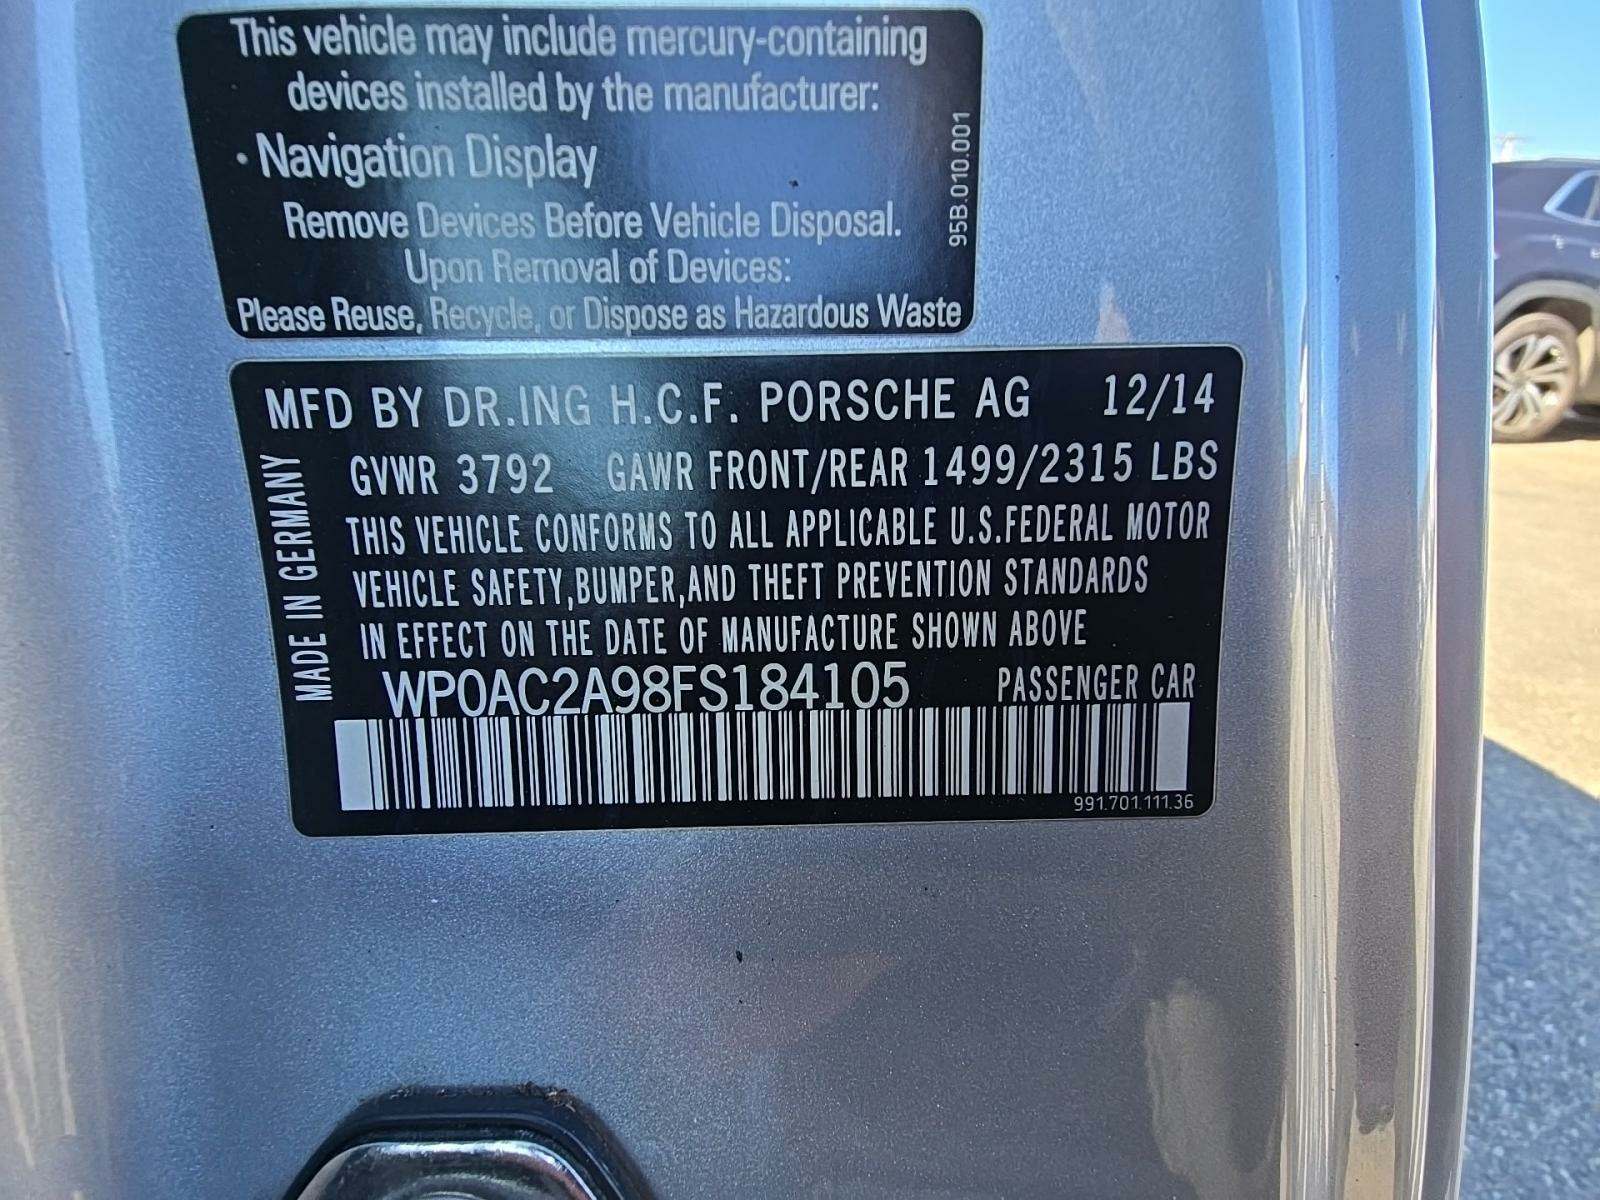 This vehicle may include mercury-containing
devices installed by the manufacturer:
• Navigation Display
Remove Devices Before Vehicle Disposal.
Upon Removal of Devices:
Please Reuse, Recycle, or Dispose as Hazardous Waste
95B.010.001
MFD BY DR.ING H.C.F. PORSCHE AG 12/14
GVWR 3792 GAWR FRONT/REAR 1499/2315 LBS
THIS VEHICLE CONFORMS TO ALL APPLICABLE U.S.FEDERAL MOTOR
VEHICLE SAFETY,BUMPER,AND THEFT PREVENTION STANDARDS
IN EFFECT ON THE DATE OF MANUFACTURE SHOWN ABOVE
MADE IN GERMANY
WP0AC2A98FS184105 PASSENGER CAR
991.701.111.36